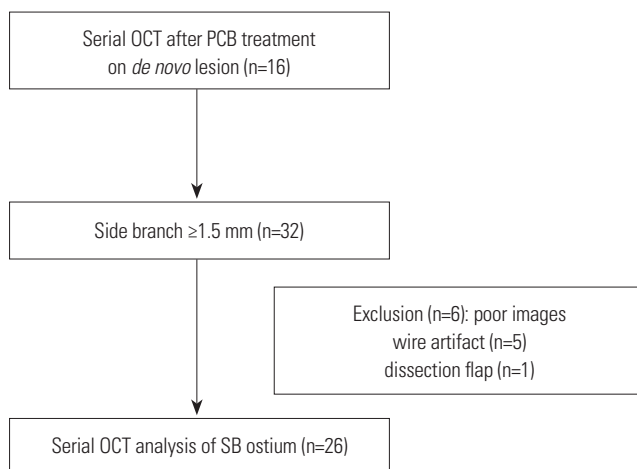 Serial OCT after PCB treatment
on de novo lesion (n=16)
Side branch ≥1.5 mm (n=32)
Exclusion (n=6): poor images
wire artifact (n=5)
dissection flap (n=1)
Serial OCT analysis of SB ostium (n=26)